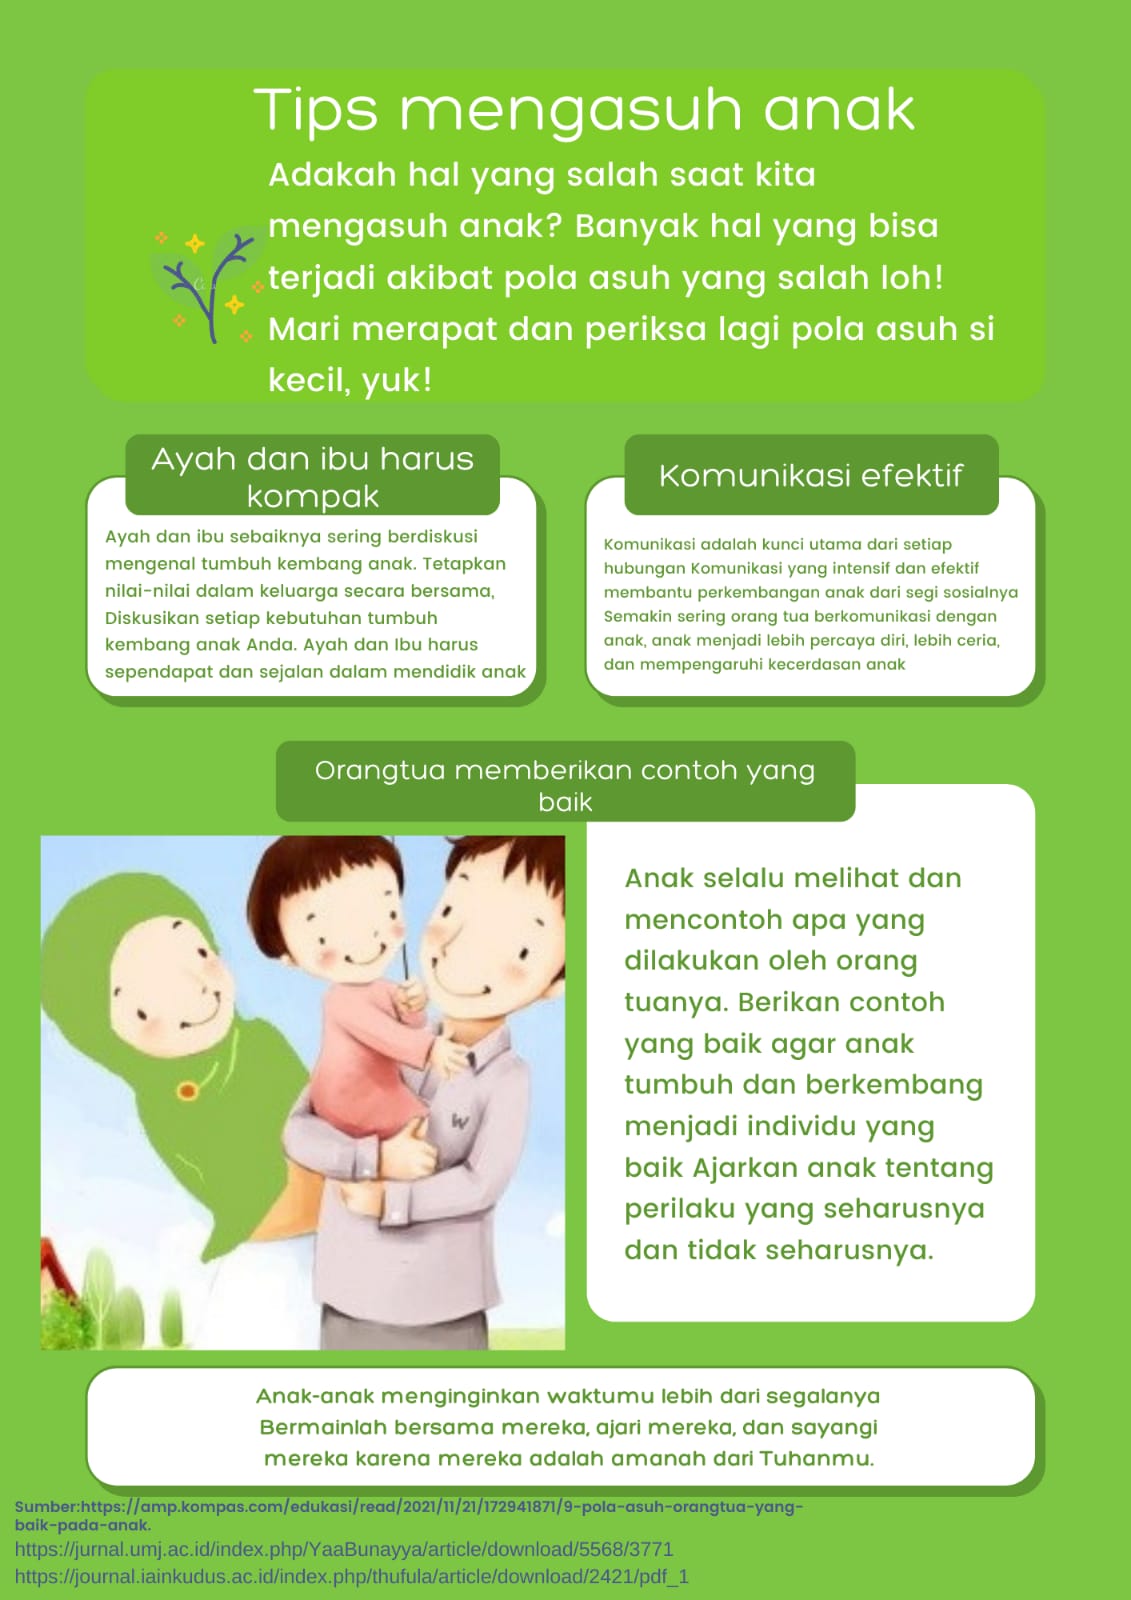 Tips mengasuh anak
Adakah hal yang salah saat kita
mengasuh anak? Banyak hal yang bisa
terjadi akibat pola asuh yang salah loh!
Mari merapat dan periksa lagi pola asuh si
kecil, yuk!
Ayah dan ibu harus
kompak
Ayah dan ibu sebaiknya sering berdiskusi
mengenal tumbuh kembang anak. Tetapkan
nilai-nilai dalam keluarga secara bersama,
Diskusikan setiap kebutuhan tumbuh
kembang anak Anda. Ayah dan Ibu harus
sependapat dan sejalan dalam mendidik anak
Komunikasi efektif
Komunikasi adalah kunci utama dari setiap
hubungan Komunikasi yang intensif dan efektif
membantu perkembangan anak dari segi sosialnya
Semakin sering orang tua berkomunikasi dengan
anak, anak menjadi lebih percaya diri, lebih ceria,
dan mempengaruhi kecerdasan anak
Orangtua memberikan contoh yang
baik
W
Anak selalu melihat dan
mencontoh apa yang
dilakukan oleh orang
tuanya. Berikan contoh
yang baik agar anak
tumbuh dan berkembang
menjadi individu yang
baik Ajarkan anak tentang
perilaku yang seharusnya
dan tidak seharusnya.
Anak-anak menginginkan waktumu lebih dari segalanya
Bermainlah bersama mereka, ajari mereka, dan sayangi
mereka karena mereka adalah amanah dari Tuhanmu.
Sumber:https://amp.kompas.com/edukasi/read/2021/11/21/172941871/9-pola-asuh-orangtua-yang-
baik-pada-anak.
https://jurnal.umj.ac.id/index.php/YaaBunayya/article/download/5568/3771
https://journal.iainkudus.ac.id/index.php/thufula/article/download/2421/pdf_1